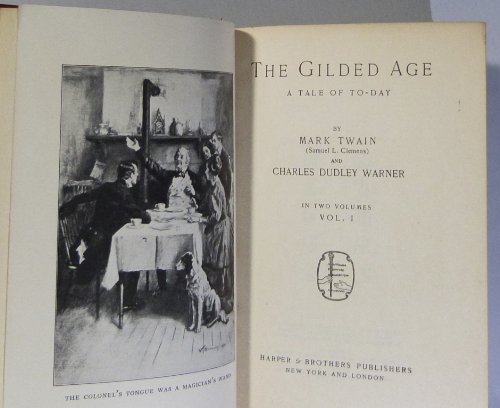 THE COLONEL'S TONGUE WAS A MAGICIAN'S WAND
THE GILDED AGE
A TALE OF TO-DAY
BY
MARK TWAIN
(Samuel L. Clemens)
AND
CHARLES DUDLEY WARNER
IN TWO VOLUMES
VOL. I
HARPER & BROTHERS PUBLISHERS
NEW YORK AND LONDON